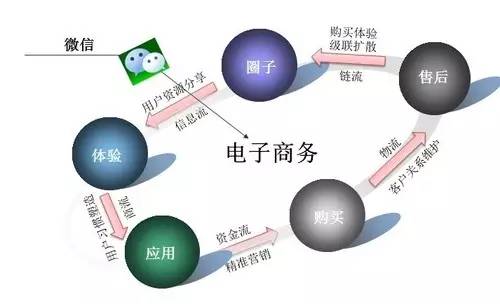 微信
圈子
购买体验
级联扩散
链流
售后
用户资源分享
信息流
电子商务
体验
物流
客户关系维护
用户习惯塑造
商流
应用
资金流
精准营销
购买